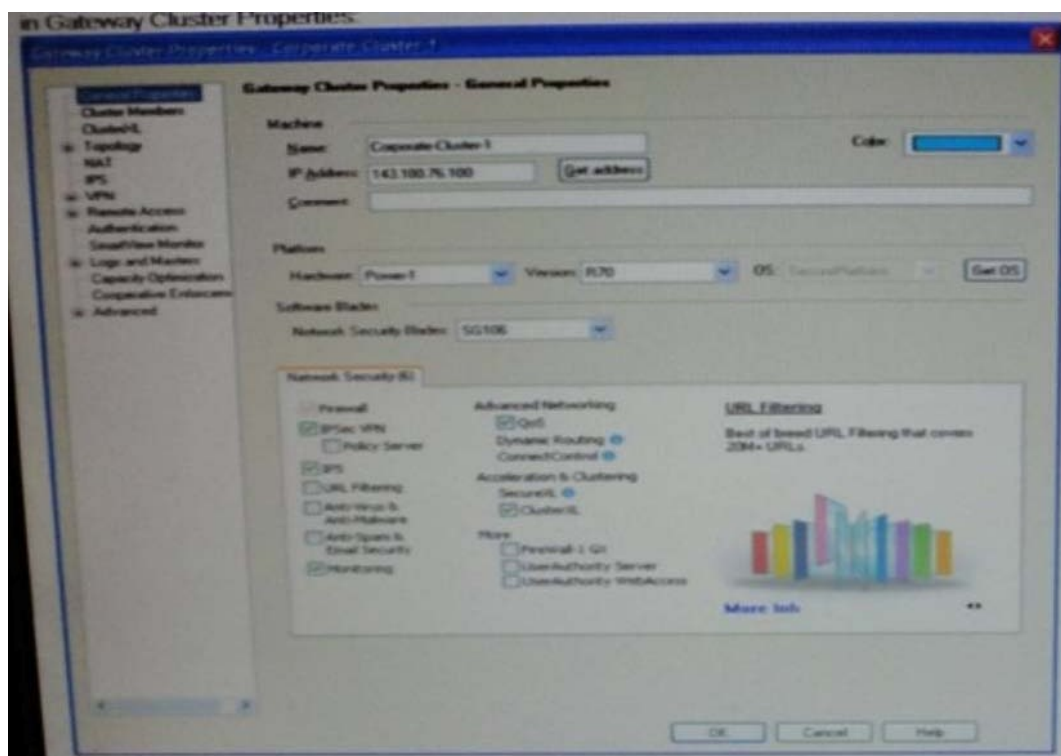 in Gateway Cluster Properties.
Gateway Cluster Properties - Corporate-Cluster-1
General Properties
Cluster Members
ClusterXL
Topology
NAT
IPS
VPN
Remote Access
Authentication
SmartView Monitor
Logs and Masters
Capacity Optimization
Cooperative Enforceme
Advanced
Gateway Cluster Properties - General Properties
Machine
Name: Corporate-Cluster-1
Color:
IP Address: 143.100.76.100 Get address
Comment:
Platform
Hardware: Power-1 Version: R70 OS: SecurePlatform Get OS
Software Blades
Network Security Blades: SG106
Network Security (6)
Firewall
IPSec VPN
Policy Server
IPS
URL Filtering
Anti-Virus &
Anti-Malware
Anti-Spam &
Email Security
Monitoring
Advanced Networking
QoS
Dynamic Routing
ConnectControl
Acceleration & Clustering
SecureXL
ClusterXL
More
FireWall-1 GX
UserAuthority Server
UserAuthority WebAccess
URL Filtering
Best of breed URL Filtering that covers
20M+ URLs.
More Info
OK Cancel Help